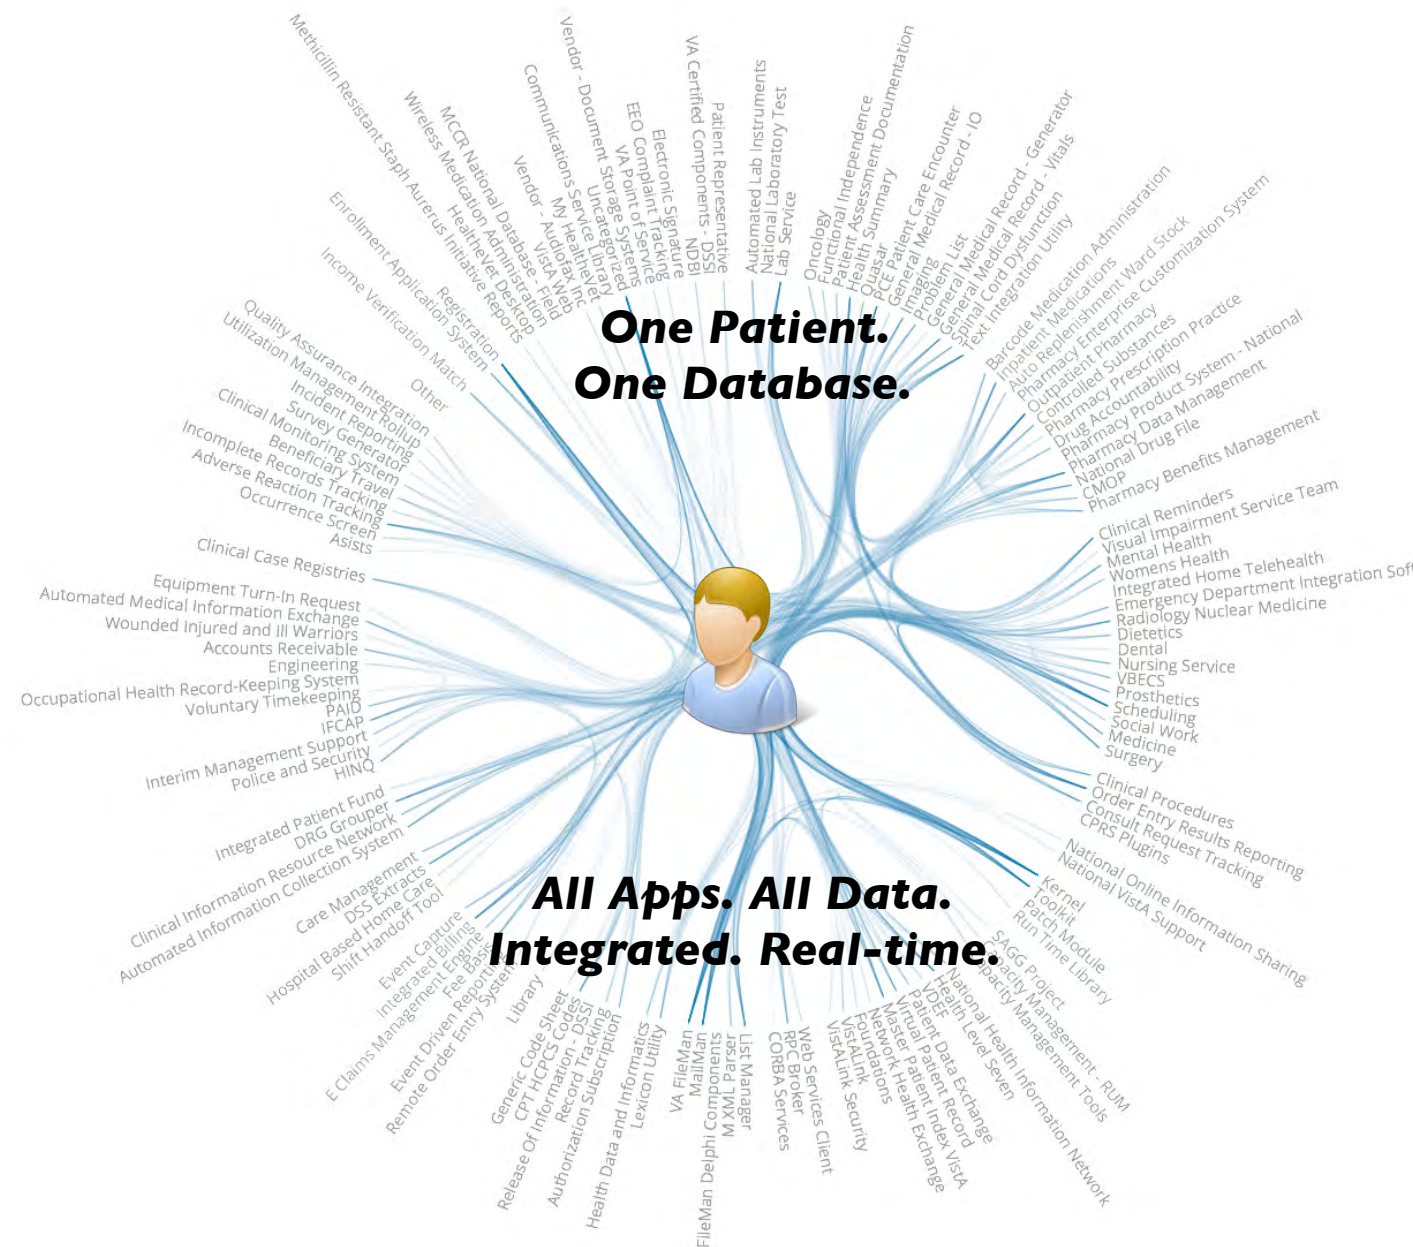 One Patient.
One Database.
All Apps. All Data.
Integrated. Real-time.
Automated Lab Instruments
National Laboratory Test
Lab Service
Oncology
Functional Independence
Patient Assessment Documentation
Health Summary
Quasar
PCE Patient Care Encounter
General Medical Record - IO
Imaging
Problem List
General Medical Record - Generator
General Medical Record - Vitals
Spinal Cord Dysfunction
Text Integration Utility
Barcode Medication Administration
Inpatient Medications
Auto Replenishment Ward Stock
Pharmacy Enterprise Customization System
Outpatient Pharmacy
Controlled Substances
Pharmacy Prescription Practice
Drug Accountability
Pharmacy Product System - National
Pharmacy Data Management
National Drug File
CMOP
Pharmacy Benefits Management
Clinical Reminders
Visual Impairment Service Team
Mental Health
Womens Health
Integrated Home Telehealth
Emergency Department Integration Soft
Radiology Nuclear Medicine
Dietetics
Dental
Nursing Service
VBECS
Prosthetics
Scheduling
Social Work
Medicine
Surgery
Clinical Procedures
Order Entry Results Reporting
Consult Request Tracking
CPRS Plugins
National Online Information Sharing
National VistA Support
Kernel
Toolkit
Patch Module
Run Time Library
SAGG Project
Capacity Management - RUM
Capacity Management Tools
National Health Information Network
Health Level Seven
VDEF
Patient Data Exchange
Virtual Patient Record
Master Patient Index VistA
Network Health Exchange
Foundations
VistALink
VistALink Security
Web Services Client
RPC Broker
CORBA Services
List Manager
M XML Parser
FileMan Delphi Components
MailMan
VA FileMan
Lexicon Utility
Health Data and Informatics
Authorization Subscription
Record Tracking
Release Of Information - DSSI
CPT HCPCS Codes
Generic Code Sheet
Library
Remote Order Entry System
Event Driven Reporting
Fee Basis
E Claims Management Engine
Integrated Billing
Event Capture
Shift Handoff Tool
Hospital Based Home Care
DSS Extracts
Care Management
Automated Information Collection System
Clinical Information Resource Network
DRG Grouper
Integrated Patient Fund
HINQ
Police and Security
Interim Management Support
IFCAP
PAID
Voluntary Timekeeping
Occupational Health Record-Keeping System
Engineering
Accounts Receivable
Wounded Injured and Ill Warriors
Automated Medical Information Exchange
Equipment Turn-In Request
Clinical Case Registries
Asists
Occurrence Screen
Adverse Reaction Tracking
Incomplete Records Tracking
Beneficiary Travel
Clinical Monitoring System
Survey Generator
Incident Reporting
Utilization Management Rollup
Quality Assurance Integration
Other
Income Verification Match
Enrollment Application System
Registration
Methicillin Resistant Staph Aurerus Initiative Reports
HealtheVet Desktop
Wireless Medication Administration
MCCR National Database - Field
VistA Web
Vendor - Audiofax Inc
My HealtheVet
Communications Service Library
Uncategorized
Vendor - Document Storage Systems
VA Point of Service
EEO Complaint Tracking
Electronic Signature
NDBI
VA Certified Components - DSSI
Patient Representative